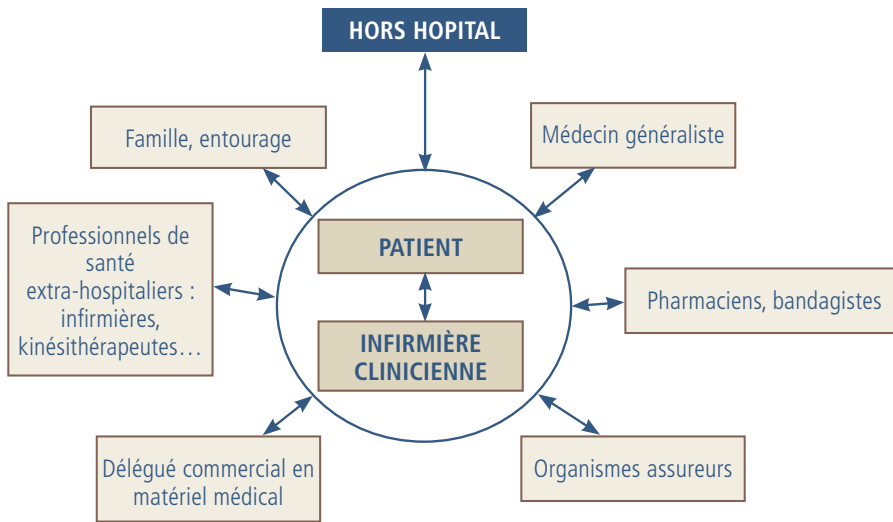 HORS HOPITAL
Famille, entourage
Médecin généraliste
Professionnels de
santé
extra-hospitaliers :
infirmières,
kinésithérapeutes…
PATIENT
Pharmaciens, bandagistes
INFIRMIÈRE
CLINICIENNE
Délégué commercial en
matériel médical
Organismes assureurs